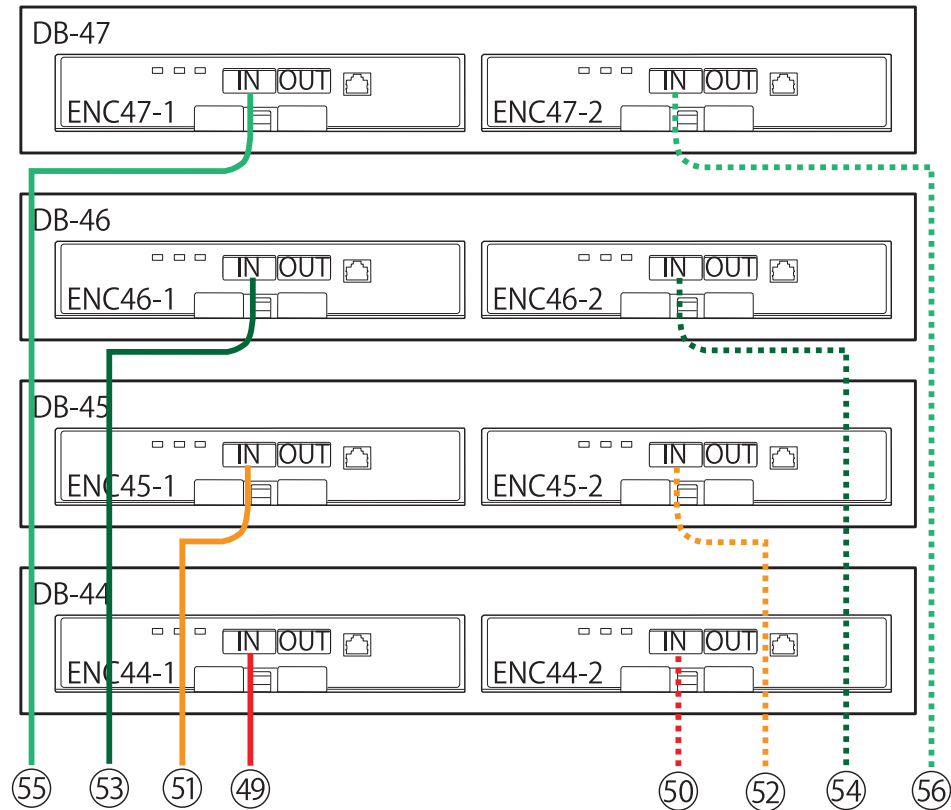 DB-47
IN OUT IN OUT
ENC47-1 ENC47-2
DB-46
IN OUT IN OUT
ENC46-1 ENC46-2
DB-45
IN OUT IN OUT
ENC45-1 ENC45-2
DB-44
IN OUT IN OUT
ENC44-1 ENC44-2
55 53 51 49 50 52 54 56